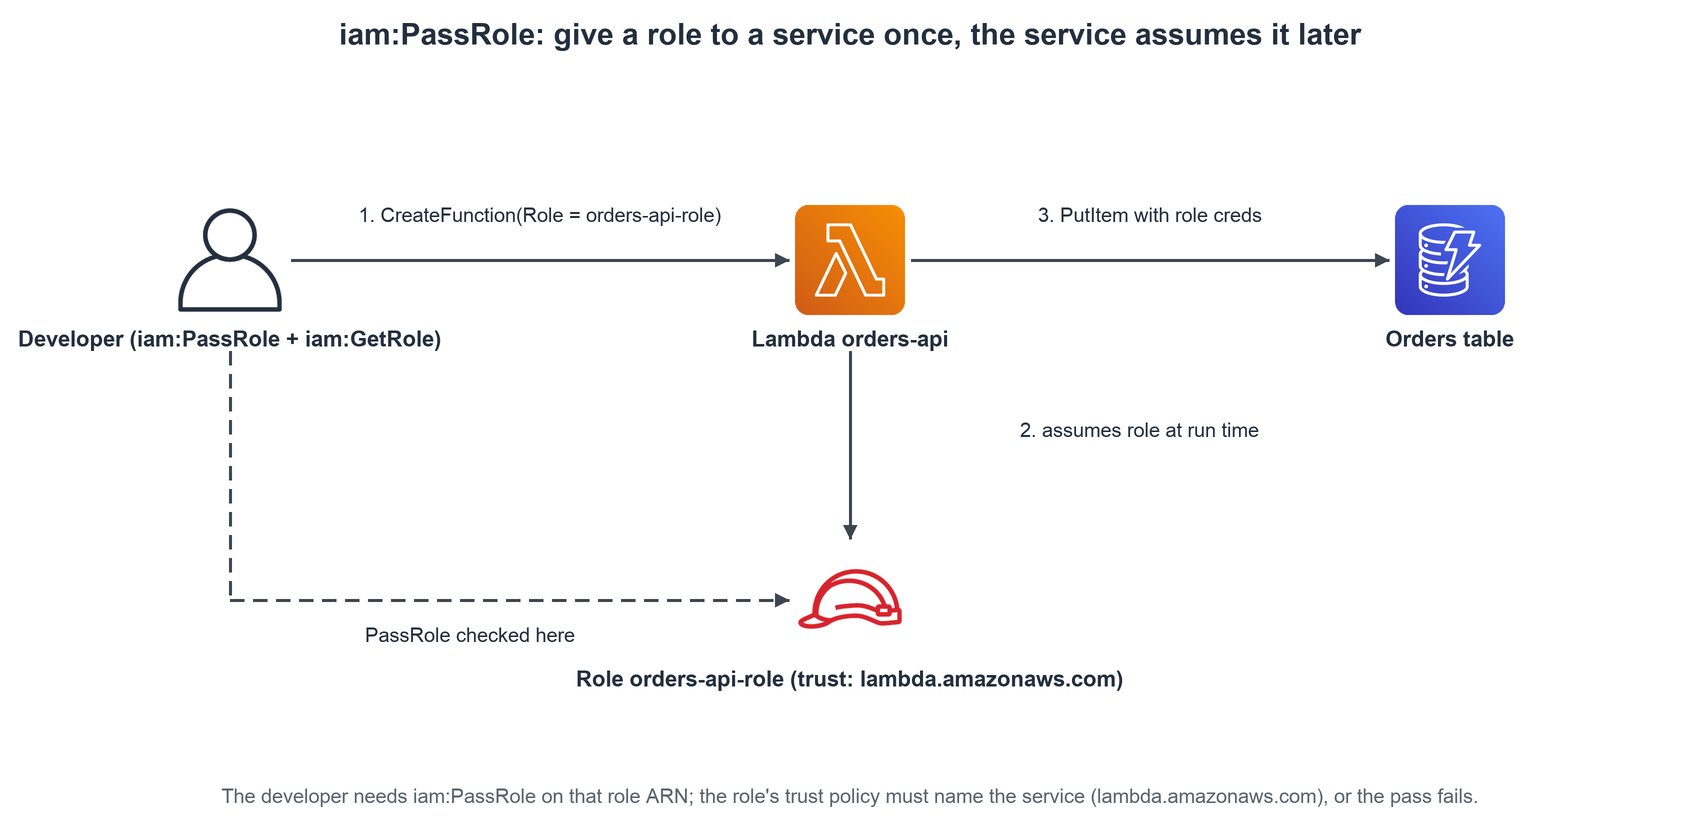 iam:PassRole: give a role to a service once, the service assumes it later
1. CreateFunction(Role = orders-api-role)
3. PutItem with role creds
Developer (iam:PassRole + iam:GetRole)
Lambda orders-api
Orders table
2. assumes role at run time
PassRole checked here
Role orders-api-role (trust: lambda.amazonaws.com)
The developer needs iam:PassRole on that role ARN; the role's trust policy must name the service (lambda.amazonaws.com), or the pass fails.